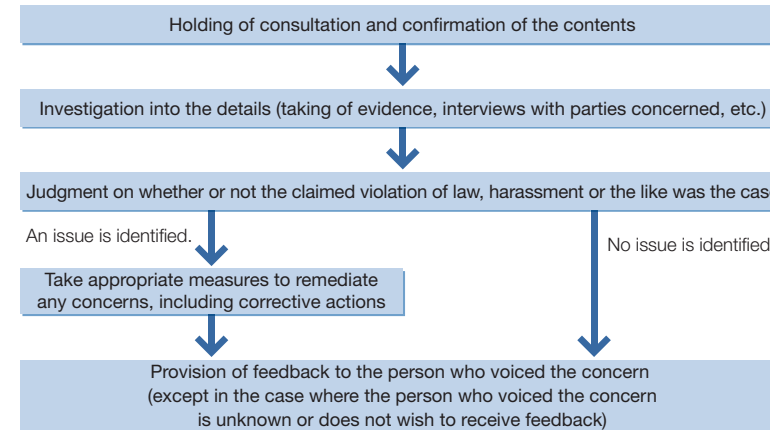 Holding of consultation and confirmation of the contents
Investigation into the details (taking of evidence, interviews with parties concerned, etc.)
Judgment on whether or not the claimed violation of law, harassment or the like was the case
An issue is identified.
No issue is identified
Take appropriate measures to remediate
any concerns, including corrective actions
Provision of feedback to the person who voiced the concern
(except in the case where the person who voiced the concern
is unknown or does not wish to receive feedback)